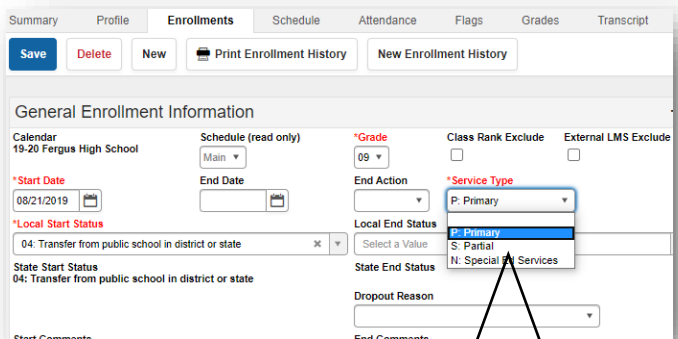 Summary Profile Enrollments Schedule Attendance Flags Grades Transcript
Save Delete New Print Enrollment History New Enrollment History
General Enrollment Information
Calendar Schedule (read only) *Grade Class Rank Exclude External LMS Exclude
19-20 Fergus High School Main 09
*Start Date End Date End Action *Service Type
08/21/2019 P: Primary
*Local Start Status Local End Status
P: Primary
04: Transfer from public school in district or state Select a Value S: Partial
State Start Status State End Status N: Special Ed Services
04: Transfer from public school in district or state
Dropout Reason
Start Comments End Comments